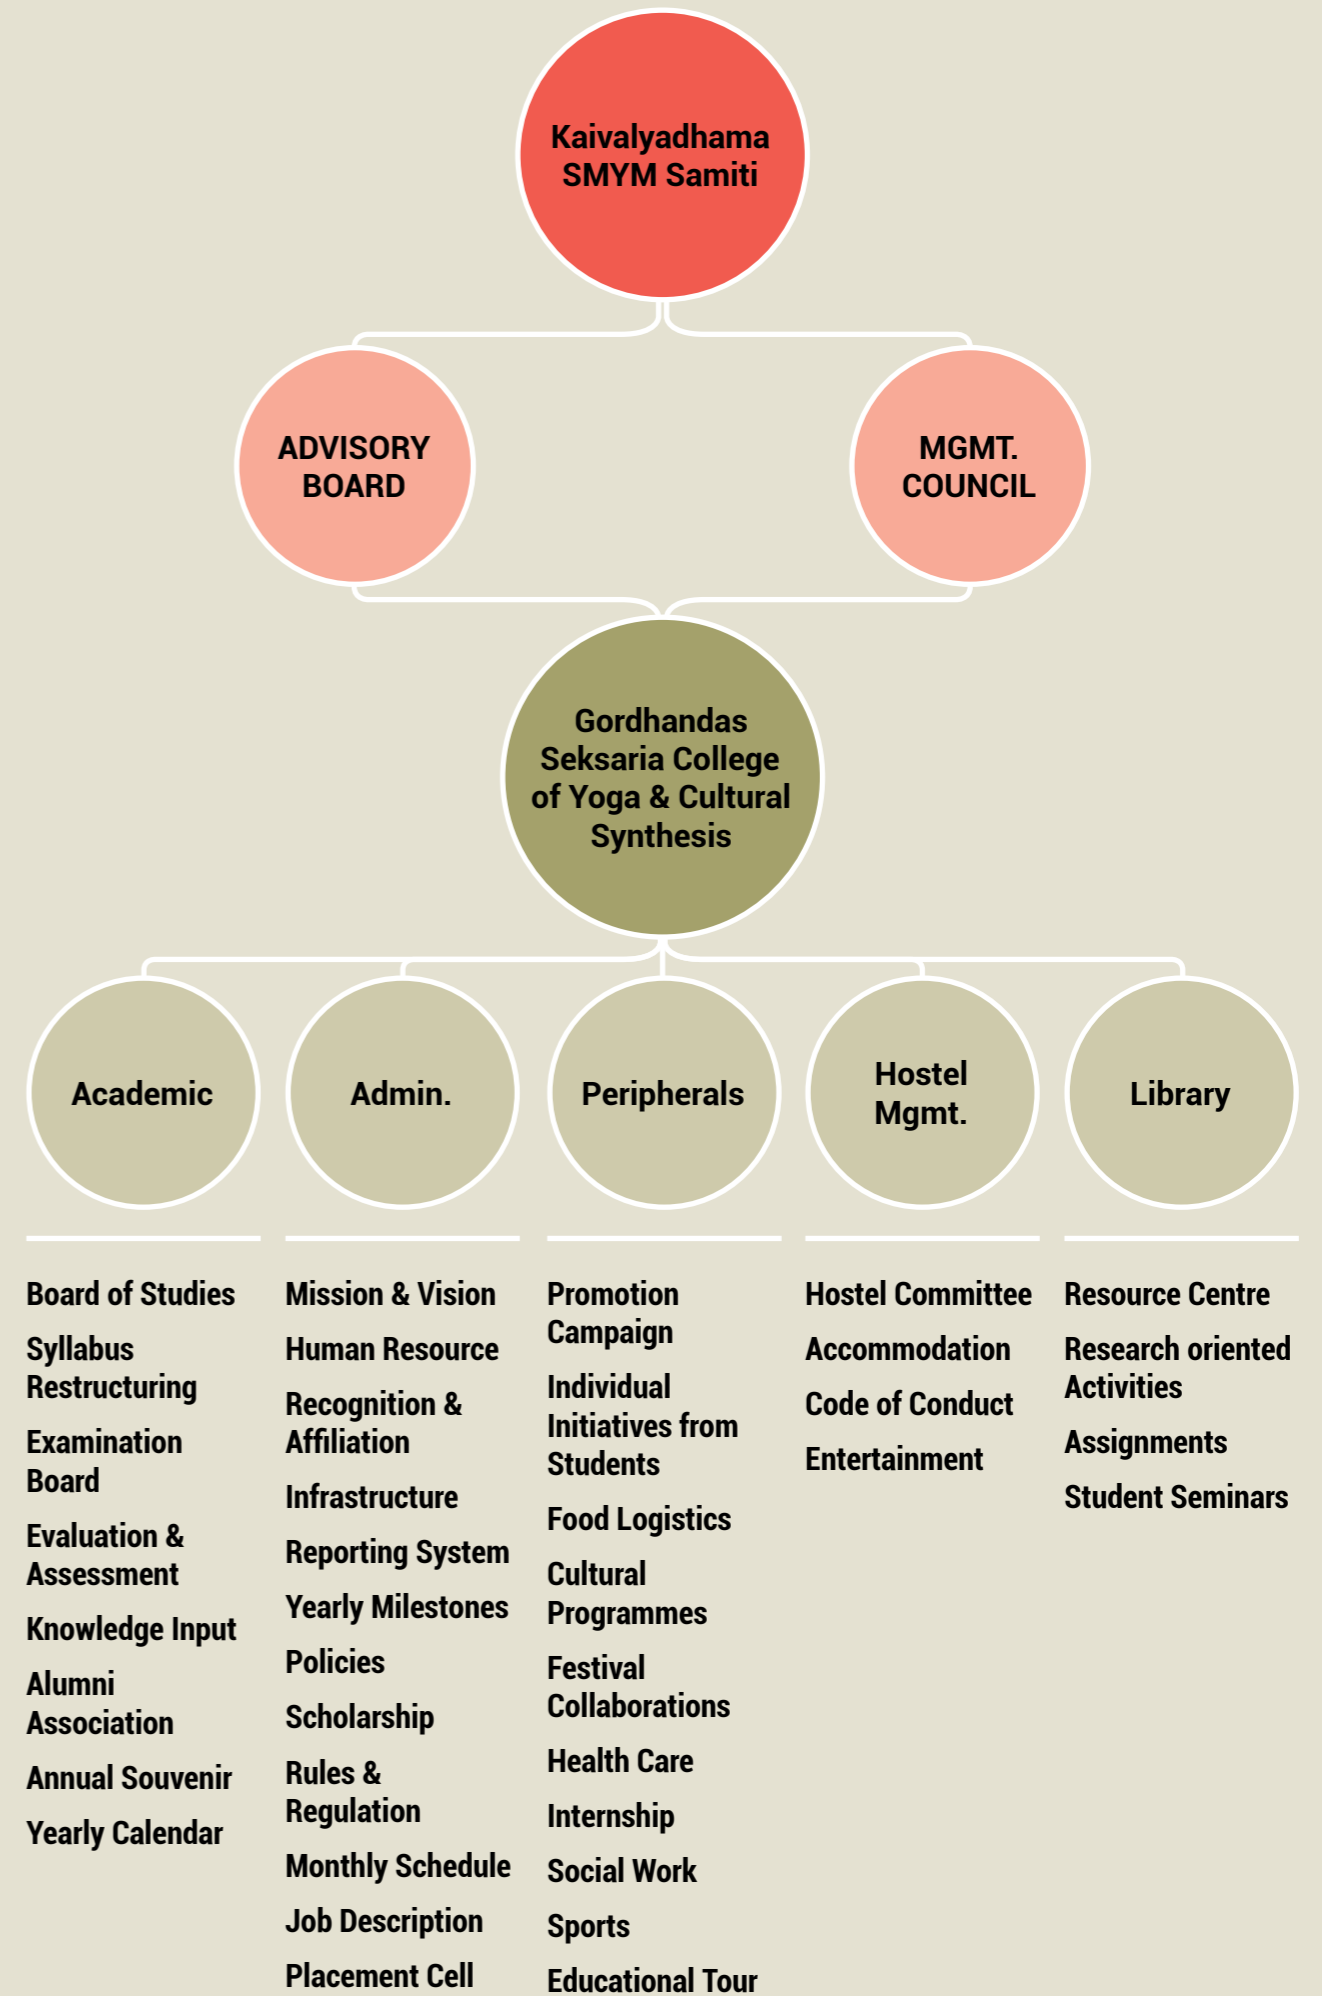 Kaivalyadhama
SMYM Samiti
ADVISORY
BOARD
MGMT.
COUNCIL
Gordhandas
Seksaria College
of Yoga & Cultural
Synthesis
Academic
Admin.
Peripherals
Hostel
Mgmt.
Library
Board of Studies
Syllabus
Restructuring
Examination
Board
Evaluation &
Assessment
Knowledge Input
Alumni
Association
Annual Souvenir
Yearly Calendar
Mission & Vision
Human Resource
Recognition &
Affiliation
Infrastructure
Reporting System
Yearly Milestones
Policies
Scholarship
Rules &
Regulation
Monthly Schedule
Job Description
Placement Cell
Promotion
Campaign
Individual
Initiatives from
Students
Food Logistics
Cultural
Programmes
Festival
Collaborations
Health Care
Internship
Social Work
Sports
Educational Tour
Hostel Committee
Accommodation
Code of Conduct
Entertainment
Resource Centre
Research oriented
Activities
Assignments
Student Seminars